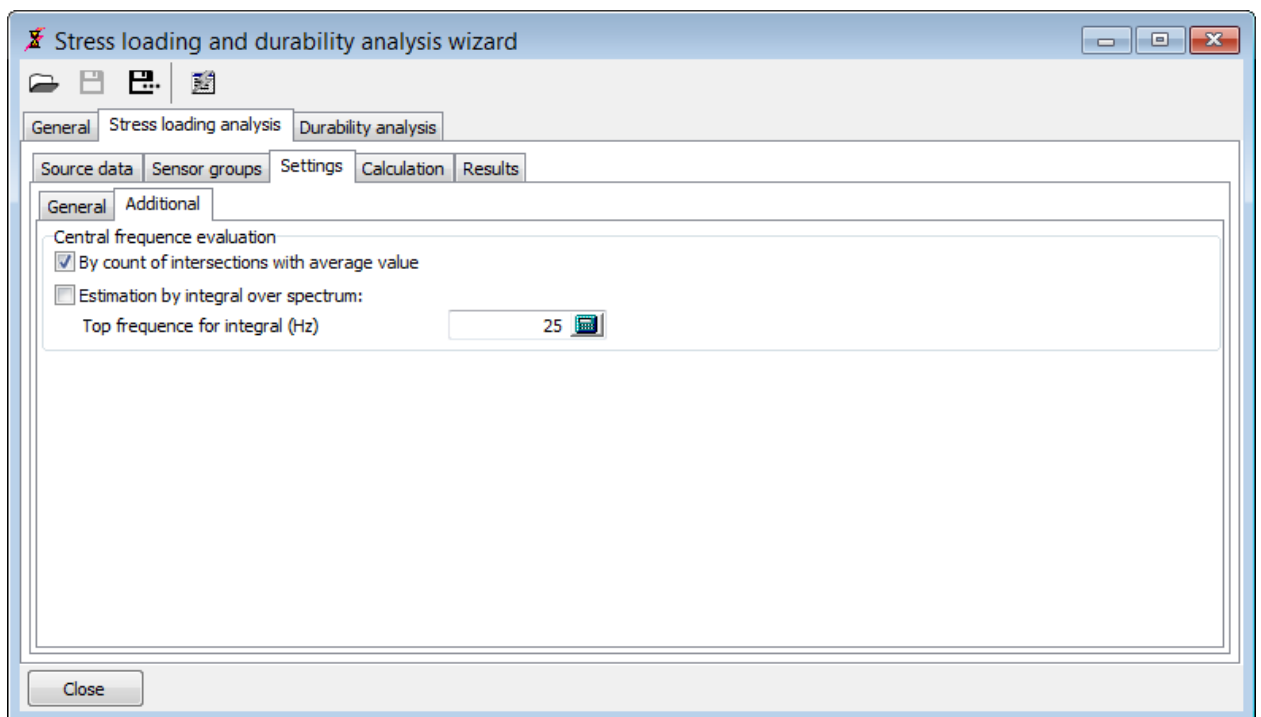 Stress loading and durability analysis wizard
General Stress loading analysis Durability analysis
Source data Sensor groups Settings Calculation Results
General Additional
Central frequence evaluation
By count of intersections with average value
Estimation by integral over spectrum:
Top frequence for integral (Hz) 25
Close